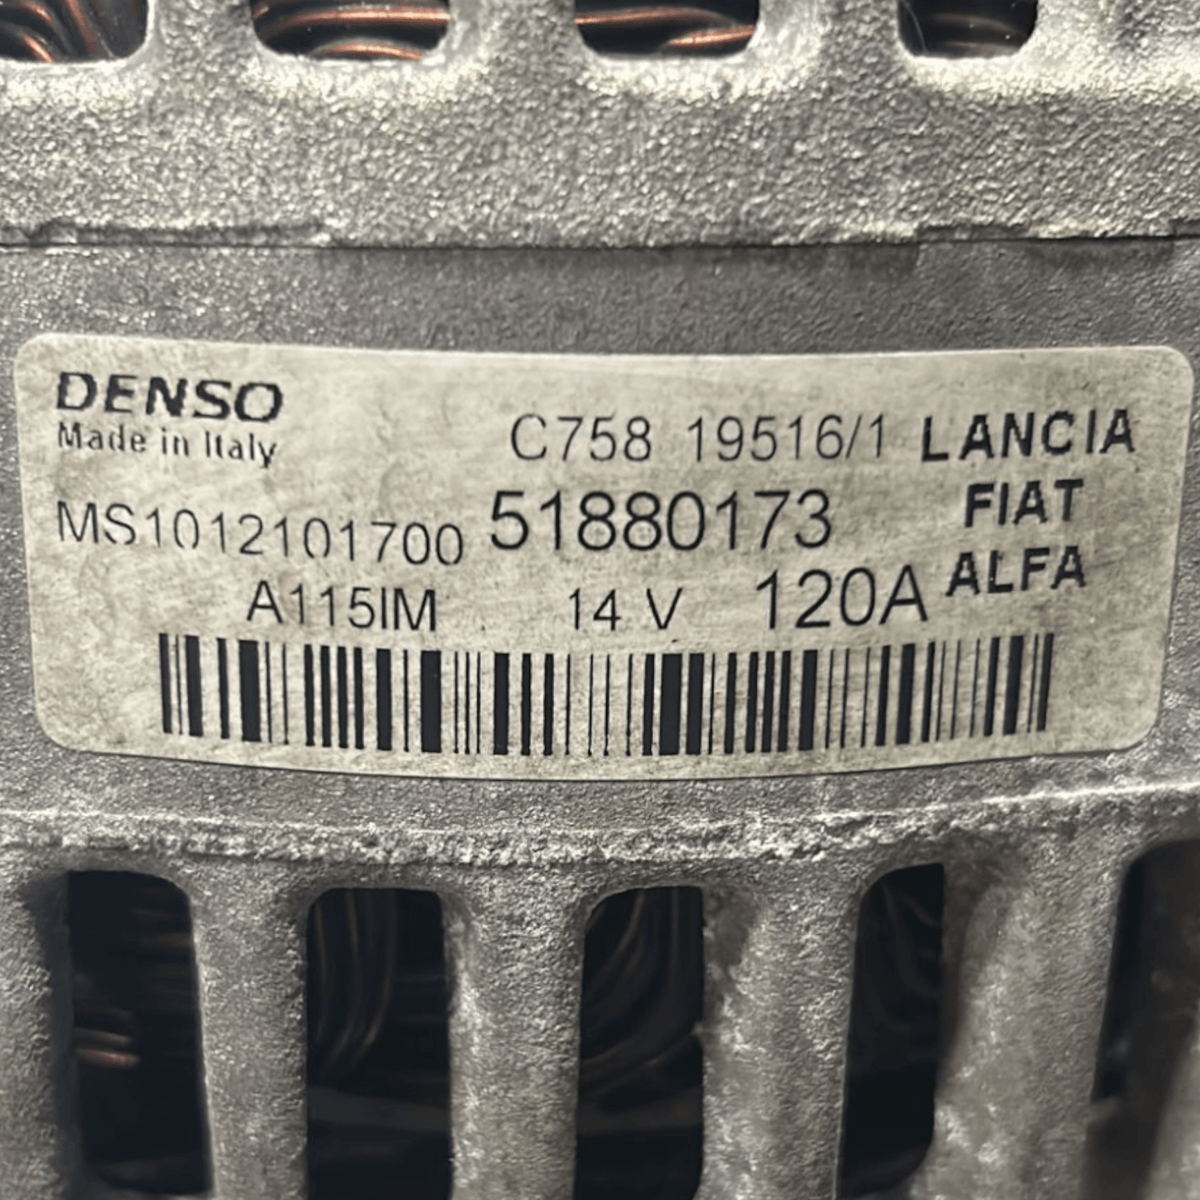 DENSO
Made in Italy
C758 19516/1 LANCIA
MS1012101700 51880173 FIAT
A115IM 14 V 120A ALFA